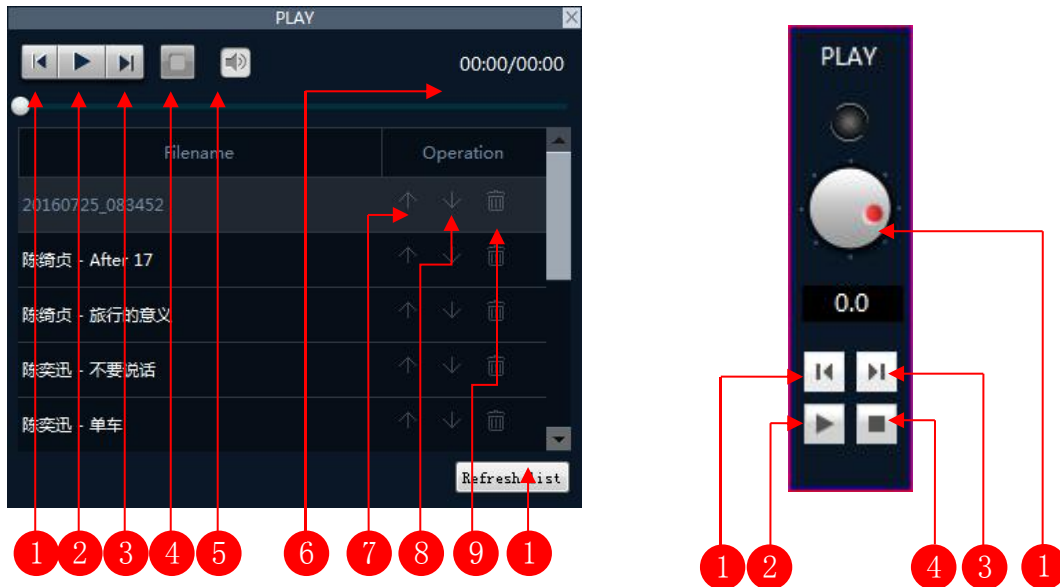 PLAY
00:00/00:00
Filename Operation
20160725_083452
陈绮贞 - After 17
陈绮贞 - 旅行的意义
陈奕迅 - 不要说话
陈奕迅 - 单车
Refresh List
1 2 3 4 5 6 7 8 9 1
PLAY
0.0
1 2 4 3 1